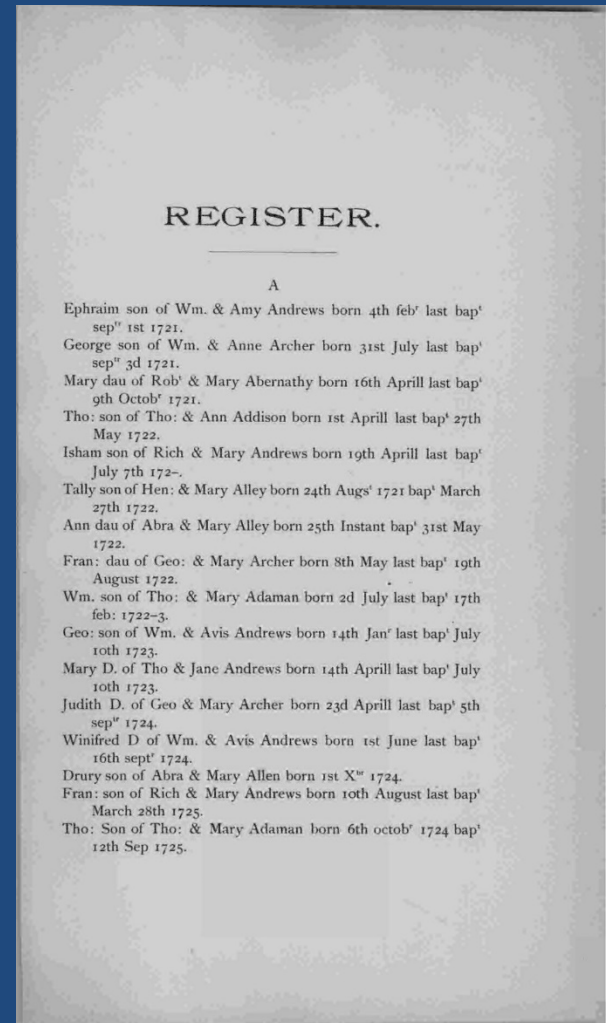 REGISTER.
A
Ephraim son of Wm. & Amy Andrews born 4th febʳ last bapᵗ
sepᵗʳ 1st 1721.
George son of Wm. & Anne Archer born 31st July last bapᵗ
sepᵗʳ 3d 1721.
Mary dau of Robᵗ & Mary Abernathy born 16th Aprill last bapᵗ
9th Octobʳ 1721.
Tho: son of Tho: & Ann Addison born 1st Aprill last bapᵗ 27th
May 1722.
Isham son of Rich & Mary Andrews born 19th Aprill last bapᵗ
July 7th 172–.
Tally son of Hen: & Mary Alley born 24th Augsᵗ 1721 bapᵗ March
27th 1722.
Ann dau of Abra & Mary Alley born 25th Instant bapᵗ 31st May
1722.
Fran: dau of Geo: & Mary Archer born 8th May last bapᵗ 19th
August 1722.
Wm. son of Tho: & Mary Adaman born 2d July last bapᵗ 17th
feb: 1722–3.
Geo: son of Wm. & Avis Andrews born 14th Janʳ last bapᵗ July
10th 1723.
Mary D. of Tho & Jane Andrews born 14th Aprill last bapᵗ July
10th 1723.
Judith D. of Geo & Mary Archer born 23d Aprill last bapᵗ 5th
sepᵗʳ 1724.
Winifred D of Wm. & Avis Andrews born 1st June last bapᵗ
16th septʳ 1724.
Drury son of Abra & Mary Allen born 1st Xᵇʳ 1724.
Fran: son of Rich & Mary Andrews born 10th August last bapᵗ
March 28th 1725.
Tho: Son of Tho: & Mary Adaman born 6th octobʳ 1724 bapᵗ
12th Sep 1725.